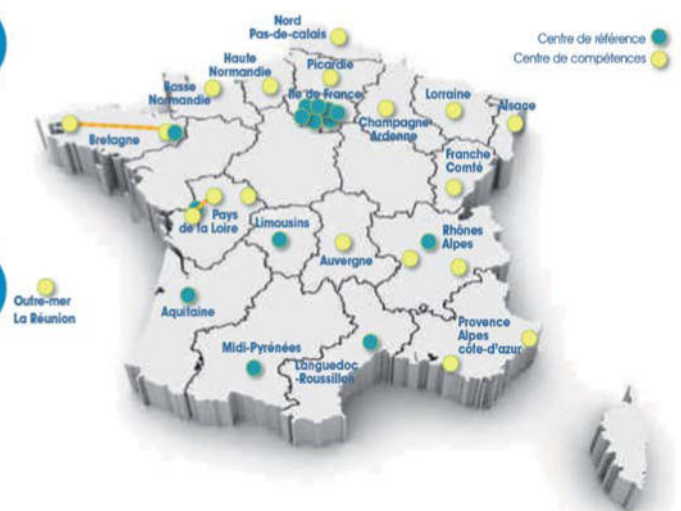 Nord
Pas-de-calais
Centre de référence
Centre de compétences
Haute
Normandie
Picardie
Basse
Normandie
Ile de France
Lorraine
Alsace
Champagne-
Ardenne
Bretagne
Franche
Comté
Pays
de la Loire
Limousins
Rhônes
Alpes
Auvergne
Outre-mer
La Réunion
Aquitaine
Provence
Alpes
côte-d'azur
Midi-Pyrénées
Languedoc
-Roussillon